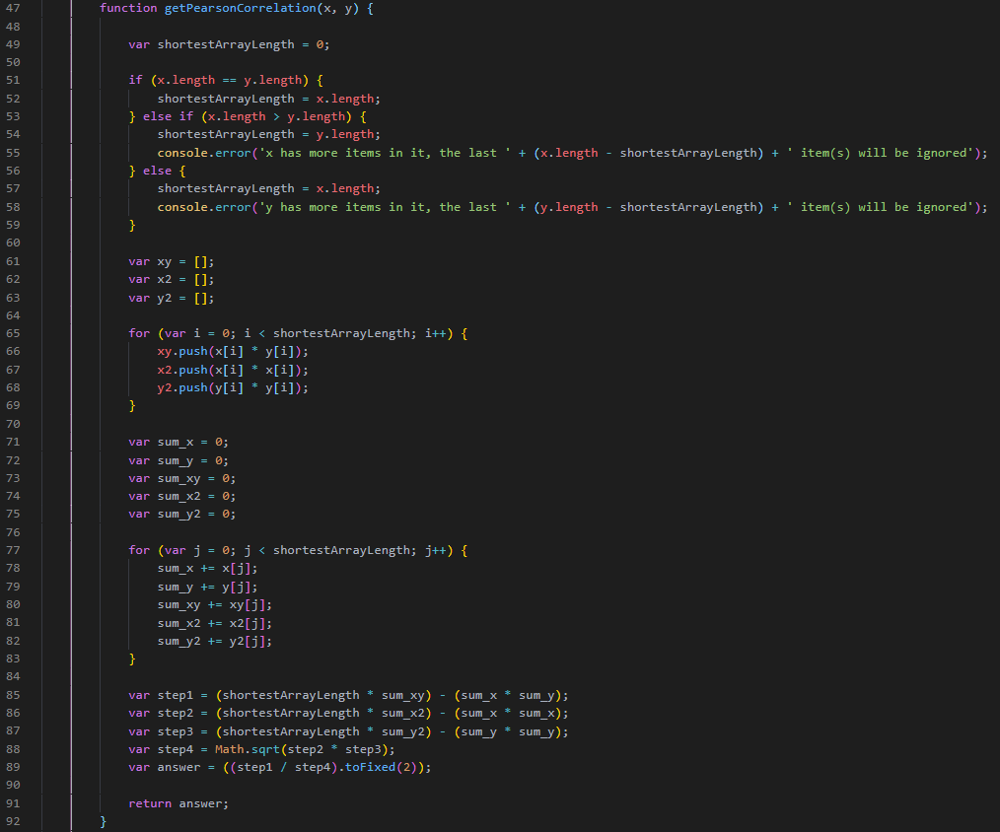 47 function getPearsonCorrelation(x, y) {
48
49 var shortestArrayLength = 0;
50
51 if (x.length == y.length) {
52 shortestArrayLength = x.length;
53 } else if (x.length > y.length) {
54 shortestArrayLength = y.length;
55 console.error('x has more items in it, the last ' + (x.length - shortestArrayLength) + ' item(s) will be ignored');
56 } else {
57 shortestArrayLength = x.length;
58 console.error('y has more items in it, the last ' + (y.length - shortestArrayLength) + ' item(s) will be ignored');
59 }
60
61 var xy = [];
62 var x2 = [];
63 var y2 = [];
64
65 for (var i = 0; i < shortestArrayLength; i++) {
66 xy.push(x[i] * y[i]);
67 x2.push(x[i] * x[i]);
68 y2.push(y[i] * y[i]);
69 }
70
71 var sum_x = 0;
72 var sum_y = 0;
73 var sum_xy = 0;
74 var sum_x2 = 0;
75 var sum_y2 = 0;
76
77 for (var j = 0; j < shortestArrayLength; j++) {
78 sum_x += x[j];
79 sum_y += y[j];
80 sum_xy += xy[j];
81 sum_x2 += x2[j];
82 sum_y2 += y2[j];
83 }
84
85 var step1 = (shortestArrayLength * sum_xy) - (sum_x * sum_y);
86 var step2 = (shortestArrayLength * sum_x2) - (sum_x * sum_x);
87 var step3 = (shortestArrayLength * sum_y2) - (sum_y * sum_y);
88 var step4 = Math.sqrt(step2 * step3);
89 var answer = ((step1 / step4).toFixed(2));
90
91 return answer;
92 }